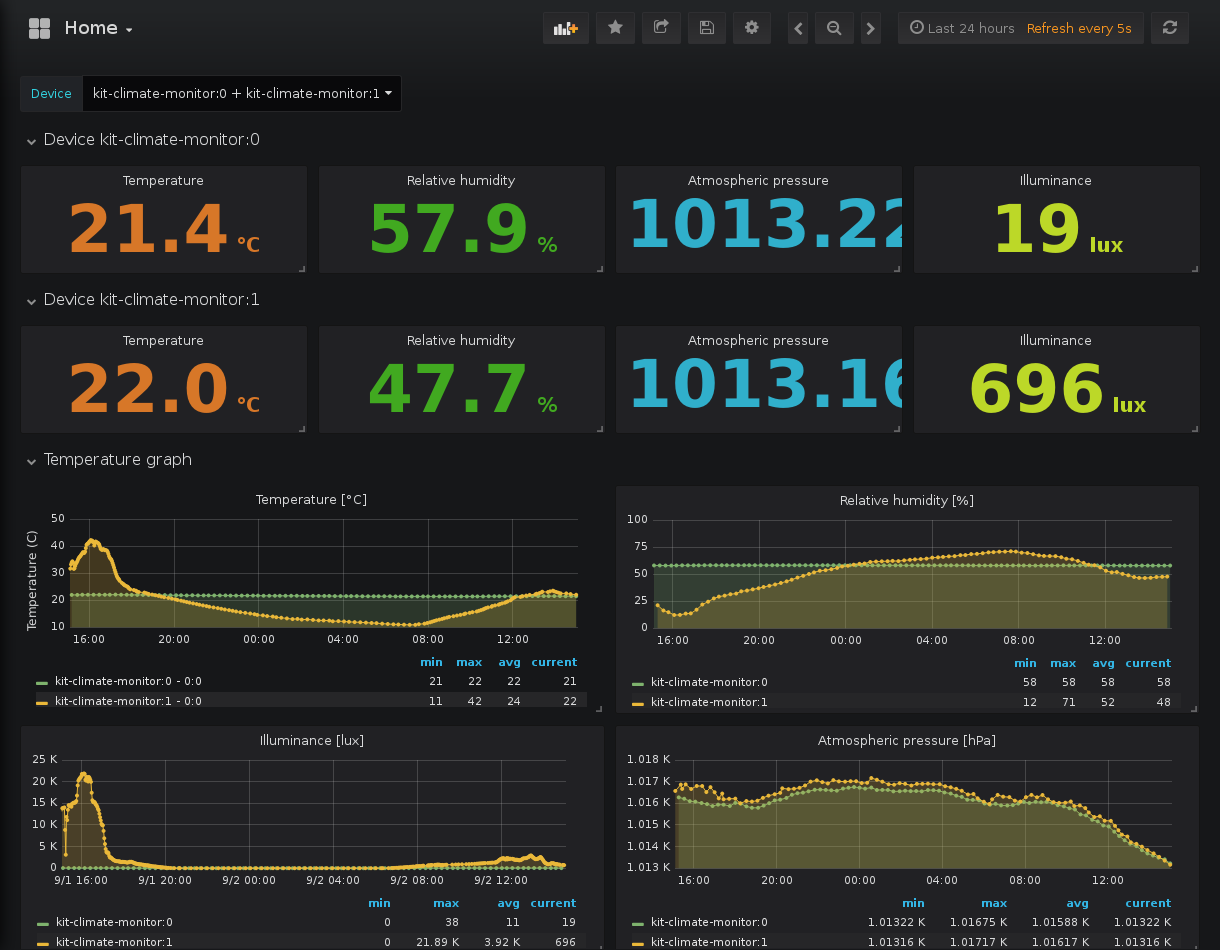 Home
Last 24 hours Refresh every 5s
Device kit-climate-monitor:0 + kit-climate-monitor:1
Device kit-climate-monitor:0
Temperature Relative humidity Atmospheric pressure Illuminance
21.4 °C 57.9 % 1013.22 19 lux
Device kit-climate-monitor:1
Temperature Relative humidity Atmospheric pressure Illuminance
22.0 °C 47.7 % 1013.16 696 lux
Temperature graph
Temperature [°C]
Temperature (C)
50
40
30
20
10
16:00 20:00 00:00 04:00 08:00 12:00
min max avg current
kit-climate-monitor:0 - 0:0 21 22 22 21
kit-climate-monitor:1 - 0:0 11 42 24 22
Relative humidity [%]
100
75
50
25
0
16:00 20:00 00:00 04:00 08:00 12:00
min max avg current
kit-climate-monitor:0 58 58 58 58
kit-climate-monitor:1 12 71 52 48
Illuminance [lux]
25 K
20 K
15 K
10 K
5 K
0
9/1 16:00 9/1 20:00 9/2 00:00 9/2 04:00 9/2 08:00 9/2 12:00
min max avg current
kit-climate-monitor:0 0 38 11 19
kit-climate-monitor:1 0 21.89 K 3.92 K 696
Atmospheric pressure [hPa]
1.018 K
1.017 K
1.016 K
1.015 K
1.014 K
1.013 K
16:00 20:00 00:00 04:00 08:00 12:00
min max avg current
kit-climate-monitor:0 1.01322 K 1.01675 K 1.01588 K 1.01322 K
kit-climate-monitor:1 1.01316 K 1.01717 K 1.01617 K 1.01316 K